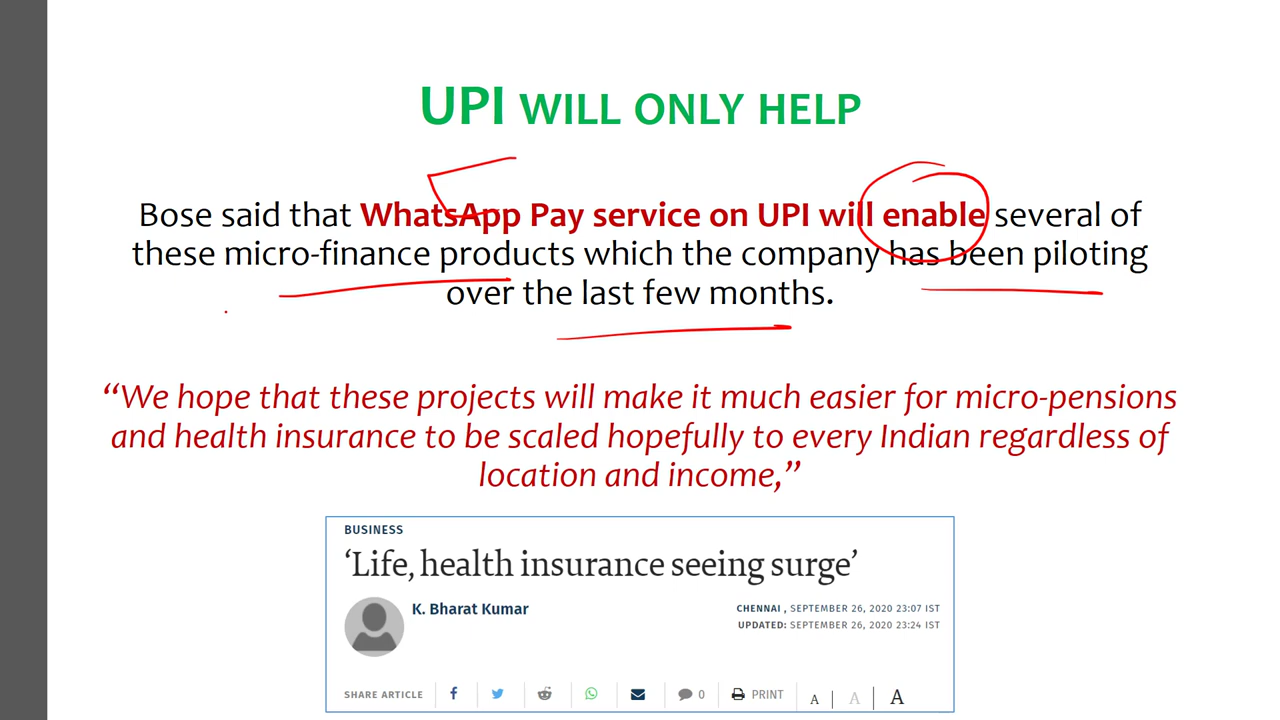 UPI WILL ONLY HELP
Bose said that WhatsApp Pay service on UPI will enable several of
these micro-finance products which the company has been piloting
over the last few months.
“We hope that these projects will make it much easier for micro-pensions
and health insurance to be scaled hopefully to every Indian regardless of
location and income,”
BUSINESS
‘Life, health insurance seeing surge’
K. Bharat Kumar
CHENNAI , SEPTEMBER 26, 2020 23:07 IST
UPDATED: SEPTEMBER 26, 2020 23:24 IST
SHARE ARTICLE 0 PRINT A A A